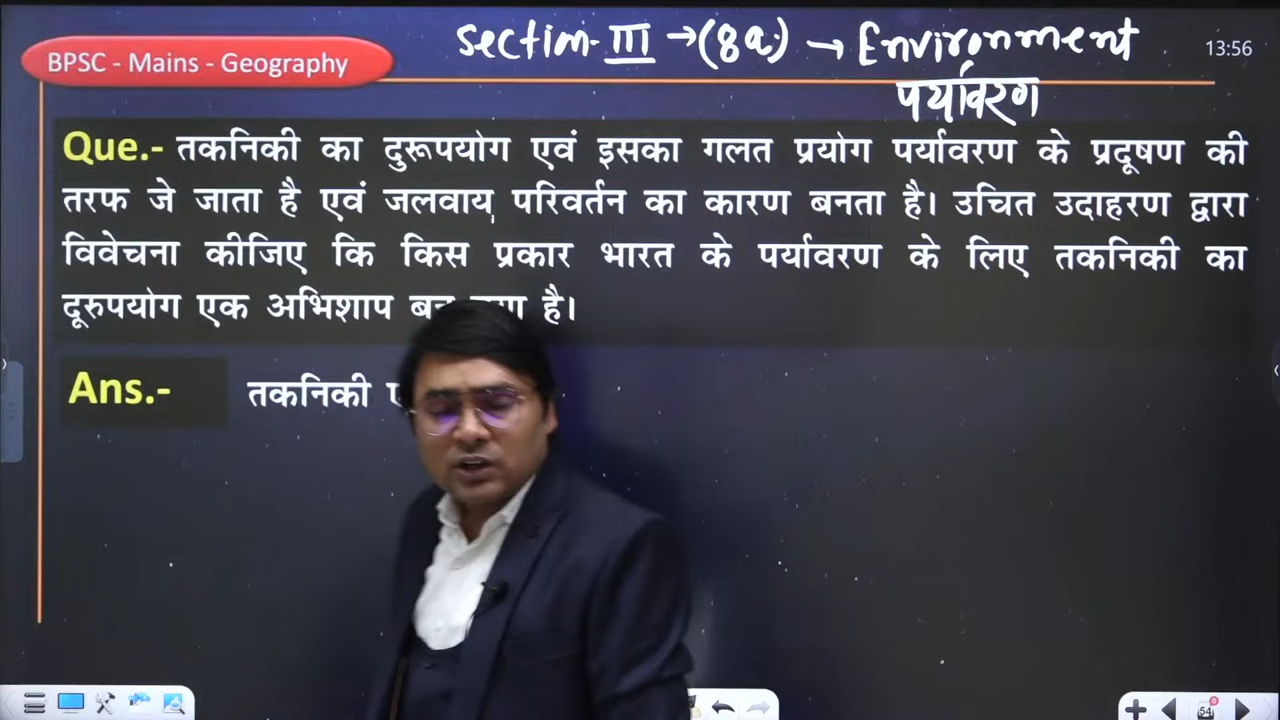 Section-III →(8a) → Environment
पर्यावरण
13:56
BPSC - Mains - Geography
Que.- तकनिकी का दुरूपयोग एवं इसका गलत प्रयोग पर्यावरण के प्रदूषण की
तरफ जे जाता है एवं जलवायु परिवर्तन का कारण बनता है। उचित उदाहरण द्वारा
विवेचना कीजिए कि किस प्रकार भारत के पर्यावरण के लिए तकनिकी का
दूरुपयोग एक अभिशाप है।
Ans.- तकनिकी
54